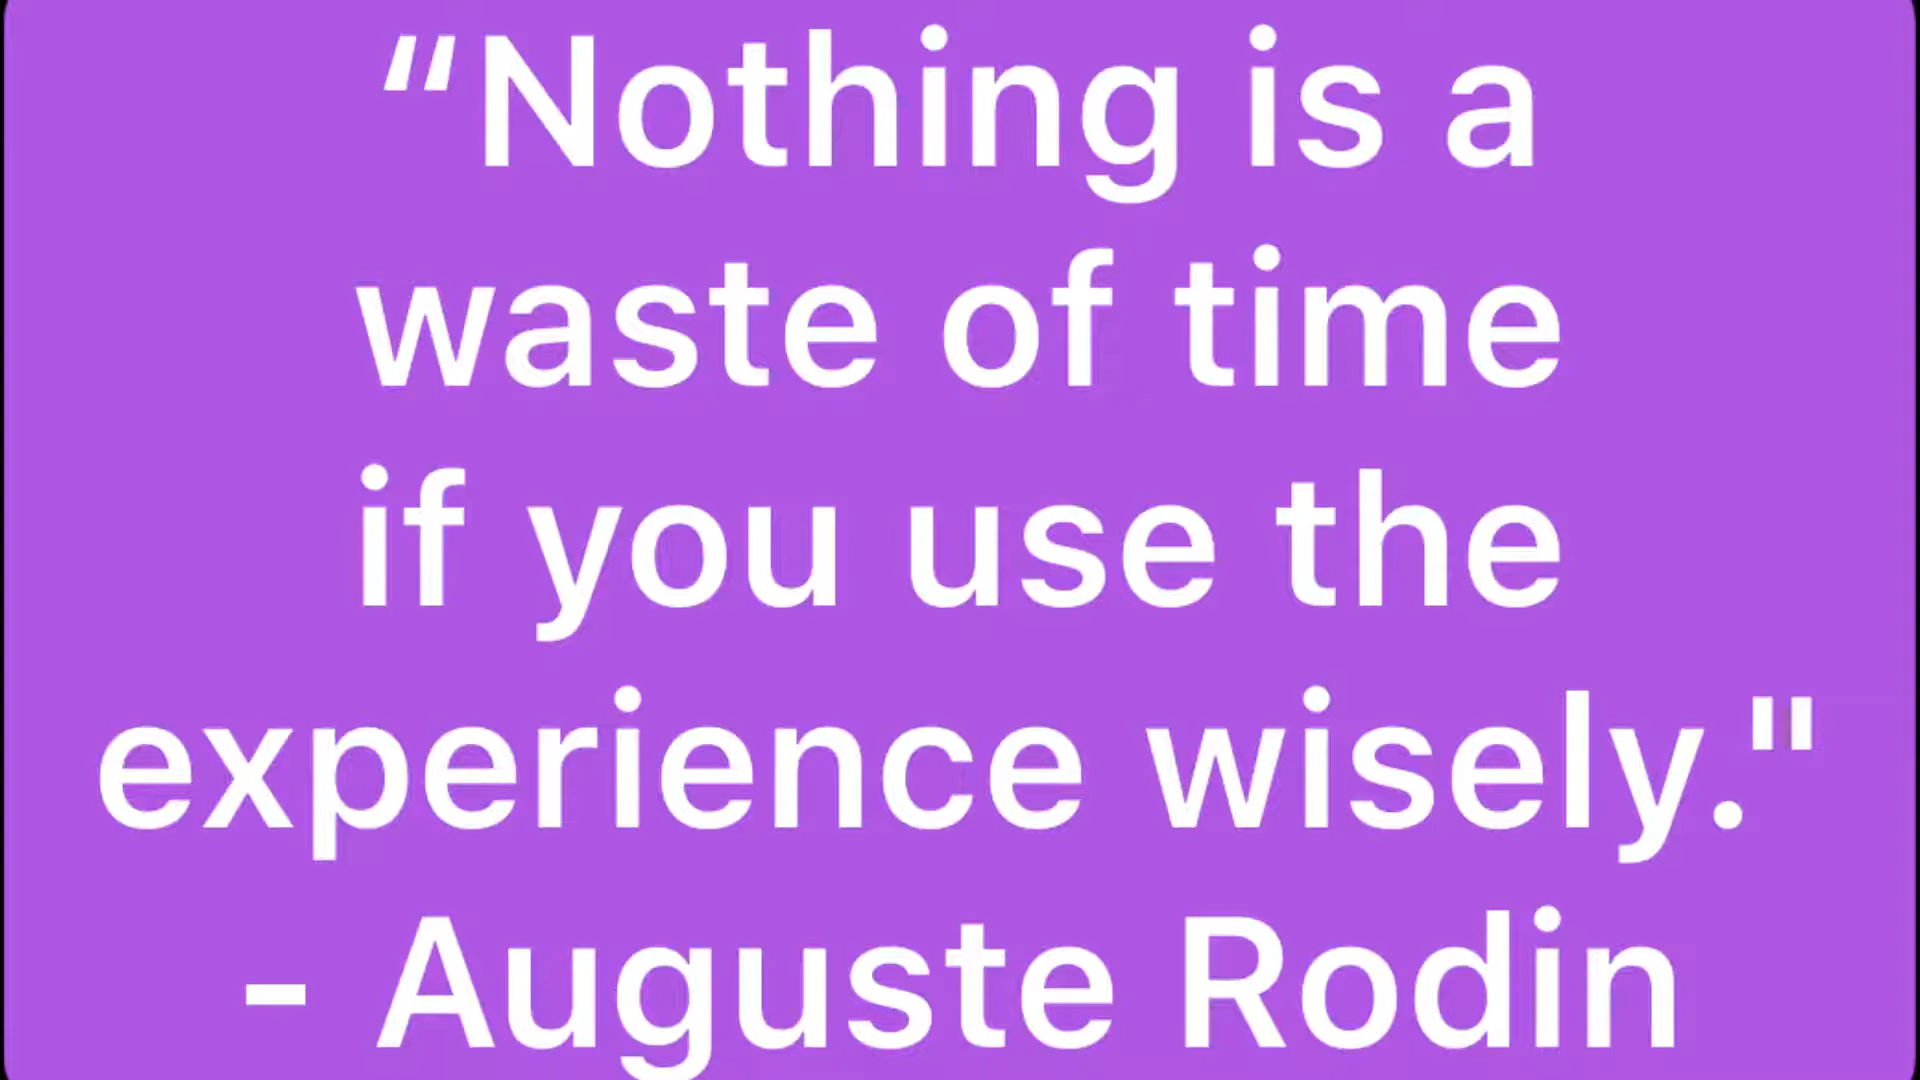 “Nothing is a
waste of time
if you use the
experience wisely."
- Auguste Rodin